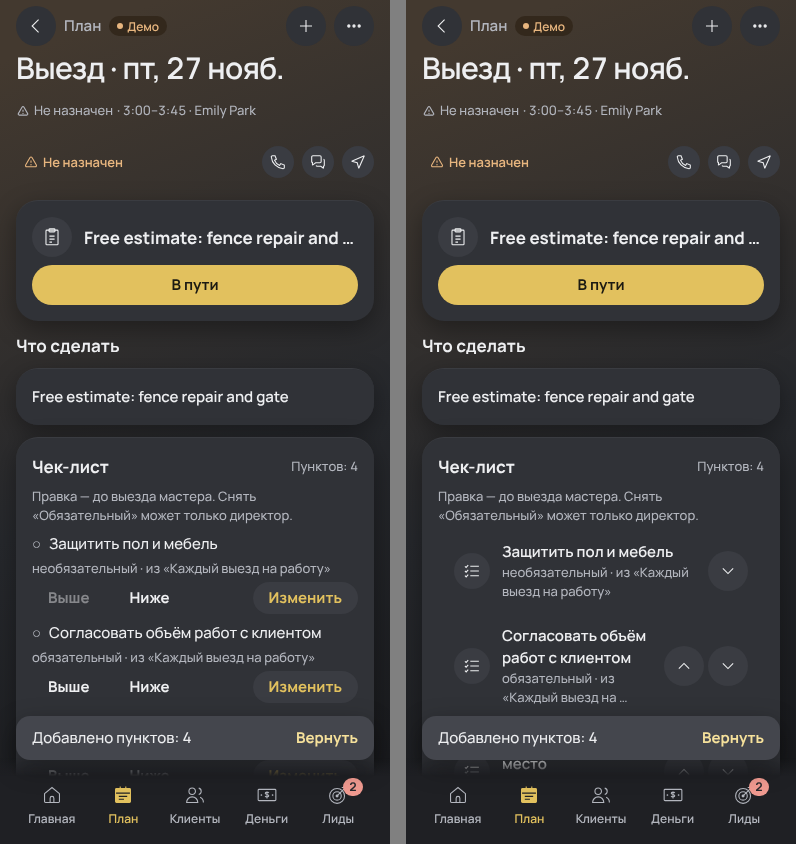 План
Демо
Выезд · пт, 27 нояб.
Не назначен · 3:00–3:45 · Emily Park
Не назначен
Free estimate: fence repair and ...
В пути
Что сделать
Free estimate: fence repair and gate
Чек-лист
Пунктов: 4
Правка — до выезда мастера. Снять
«Обязательный» может только директор.
Защитить пол и мебель
необязательный · из «Каждый выезд на работу»
Выше
Ниже
Изменить
Согласовать объём работ с клиентом
обязательный · из «Каждый выезд на работу»
Выше
Ниже
Изменить
Добавлено пунктов: 4
Вернуть
Выше
Ниже
Изменить
Главная
План
Клиенты
Деньги
Лиды
2
План
Демо
Выезд · пт, 27 нояб.
Не назначен · 3:00–3:45 · Emily Park
Не назначен
Free estimate: fence repair and ...
В пути
Что сделать
Free estimate: fence repair and gate
Чек-лист
Пунктов: 4
Правка — до выезда мастера. Снять
«Обязательный» может только директор.
Защитить пол и мебель
необязательный · из «Каждый
выезд на работу»
Согласовать объём
работ с клиентом
обязательный · из
«Каждый выезд на ...
Добавлено пунктов: 4
Вернуть
место
Главная
План
Клиенты
Деньги
Лиды
2